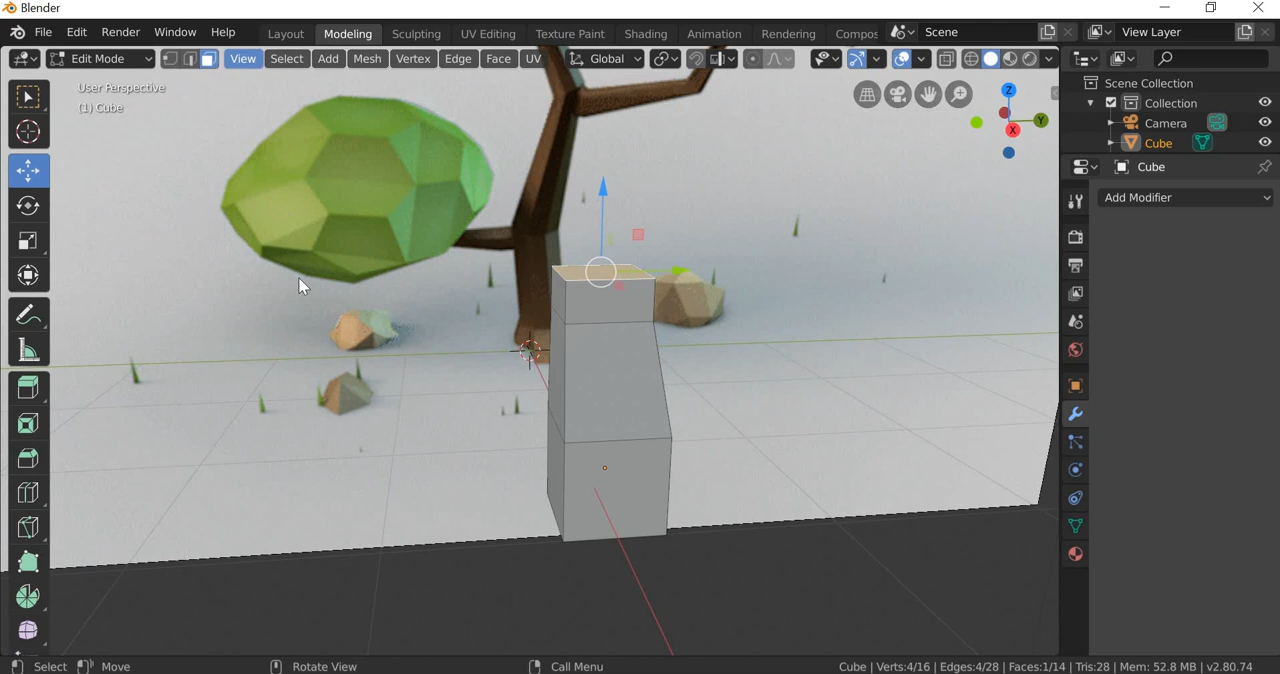 Blender
File Edit Render Window Help Layout Modeling Sculpting UV Editing Texture Paint Shading Animation Rendering Compos Scene View Layer
Edit Mode View Select Add Mesh Vertex Edge Face UV Global
User Perspective
(1) Cube
Z
Y
X
Scene Collection
Collection
Camera
Cube
Cube
Add Modifier
Select Move Rotate View Call Menu Cube | Verts:4/16 | Edges:4/28 | Faces:1/14 | Tris:28 | Mem: 52.8 MB | v2.80.74